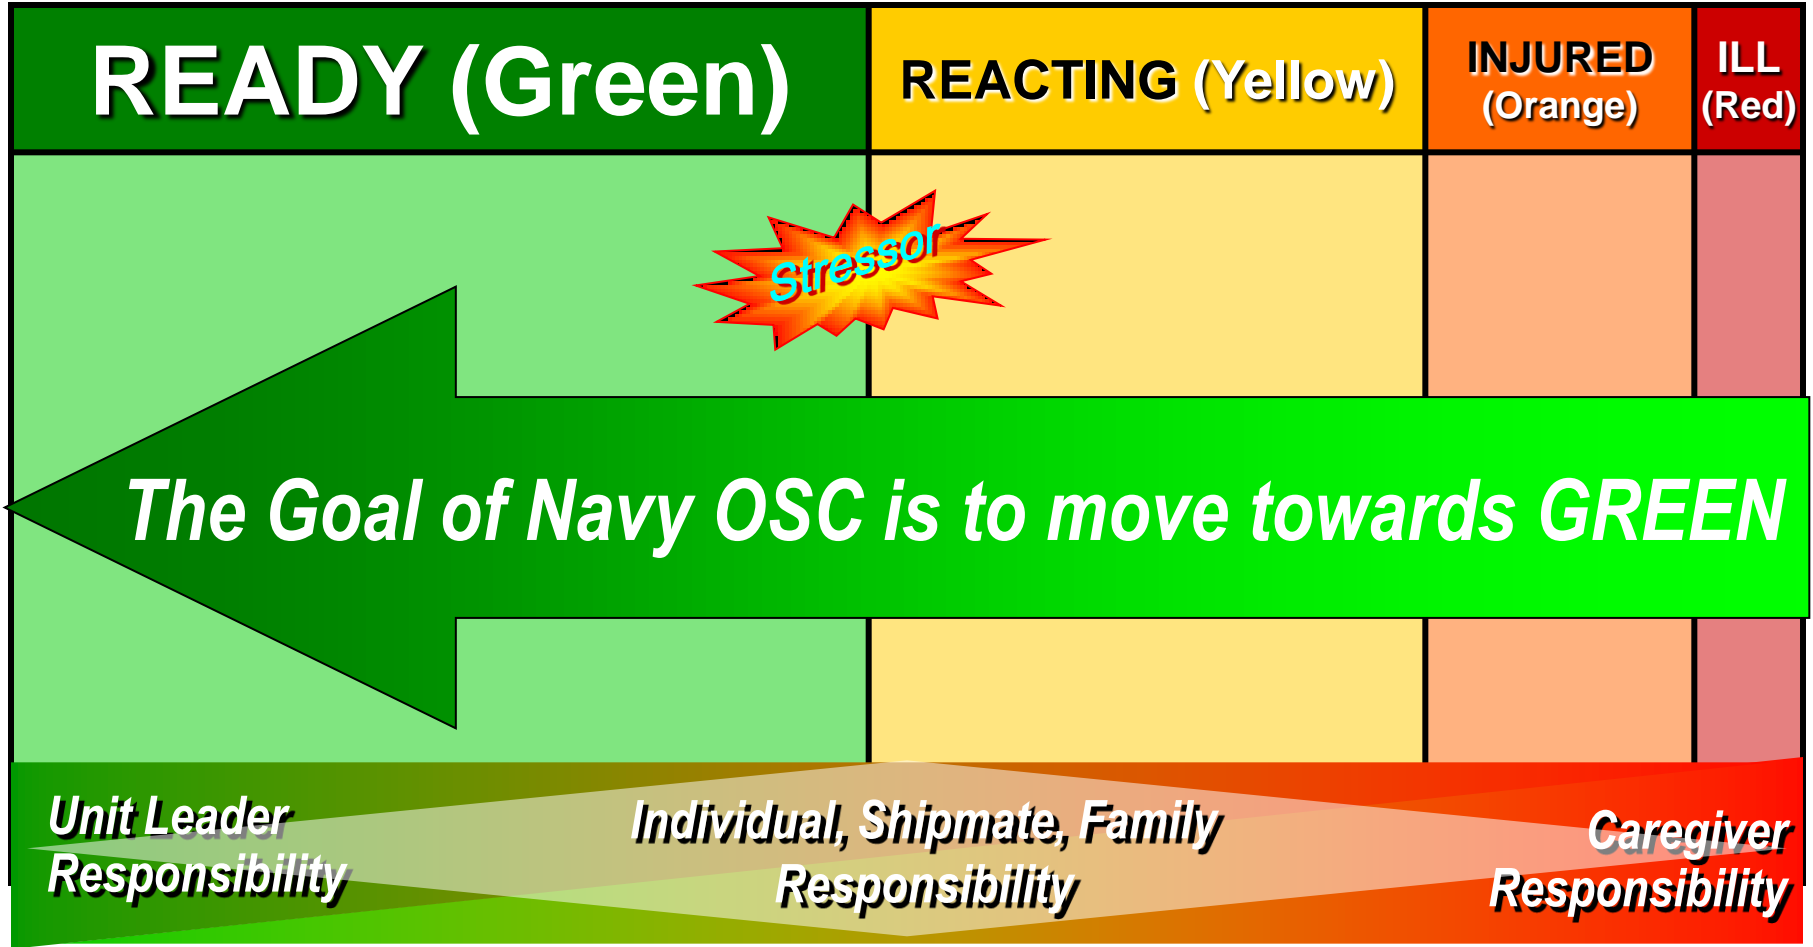 READY (Green)
REACTING (Yellow)
INJURED
(Orange)
ILL
(Red)
Stressor
The Goal of Navy OSC is to move towards GREEN
Unit Leader
Responsibility
Individual, Shipmate, Family
Responsibility
Caregiver
Responsibility